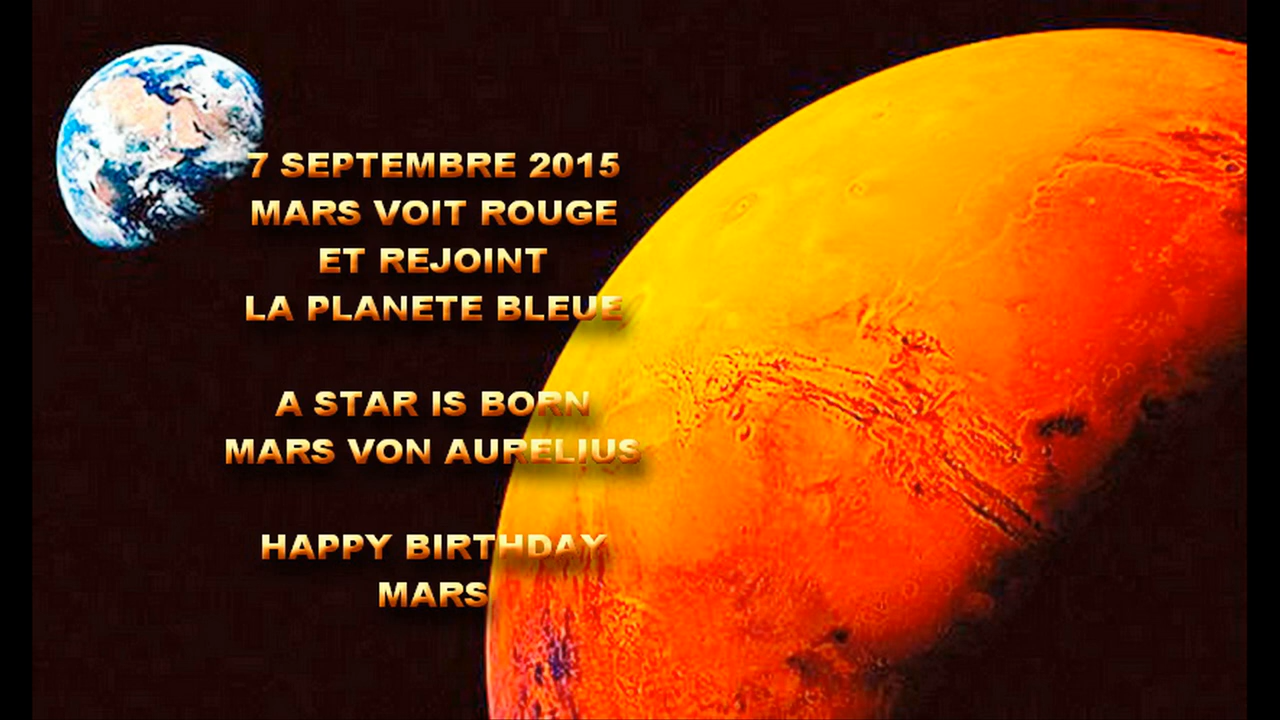 7 SEPTEMBRE 2015
MARS VOIT ROUGE
ET REJOINT
LA PLANETE BLEUE
A STAR IS BORN
MARS VON AURELIUS
HAPPY BIRTHDAY
MARS